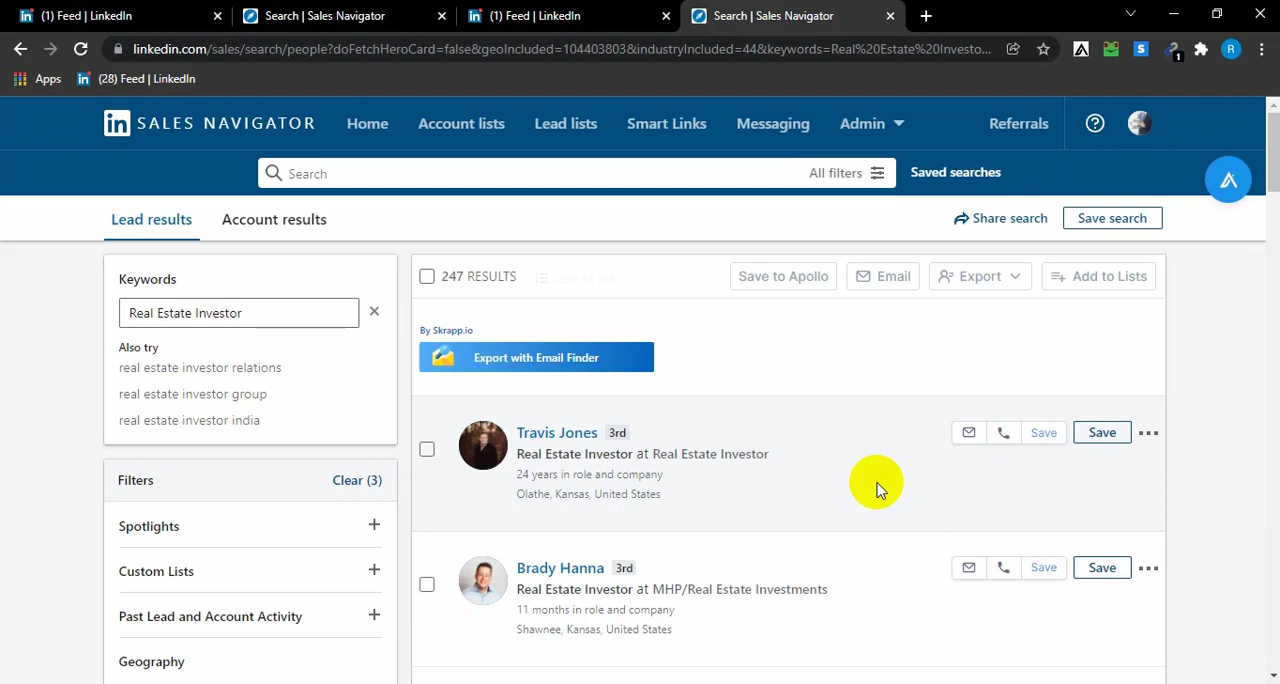 (1) Feed | LinkedIn
Search | Sales Navigator
(1) Feed | LinkedIn
Search | Sales Navigator
linkedin.com/sales/search/people?doFetchHeroCard=false&geoIncluded=104403803&industryIncluded=44&keywords=Real%20Estate%20Investo...
1
R
Apps
(28) Feed | LinkedIn
in SALES NAVIGATOR
Home
Account lists
Lead lists
Smart Links
Messaging
Admin
Referrals
Search
All filters
Saved searches
Lead results
Account results
Share search
Save search
Keywords
Real Estate Investor
Also try
real estate investor relations
real estate investor group
real estate investor india
Filters
Clear (3)
Spotlights
Custom Lists
Past Lead and Account Activity
Geography
247 RESULTS
Save to list
Save to Apollo
Email
Export
Add to Lists
By Skrapp.io
Export with Email Finder
Travis Jones 3rd
Real Estate Investor at Real Estate Investor
24 years in role and company
Olathe, Kansas, United States
Save
Save
Brady Hanna 3rd
Real Estate Investor at MHP/Real Estate Investments
11 months in role and company
Shawnee, Kansas, United States
Save
Save